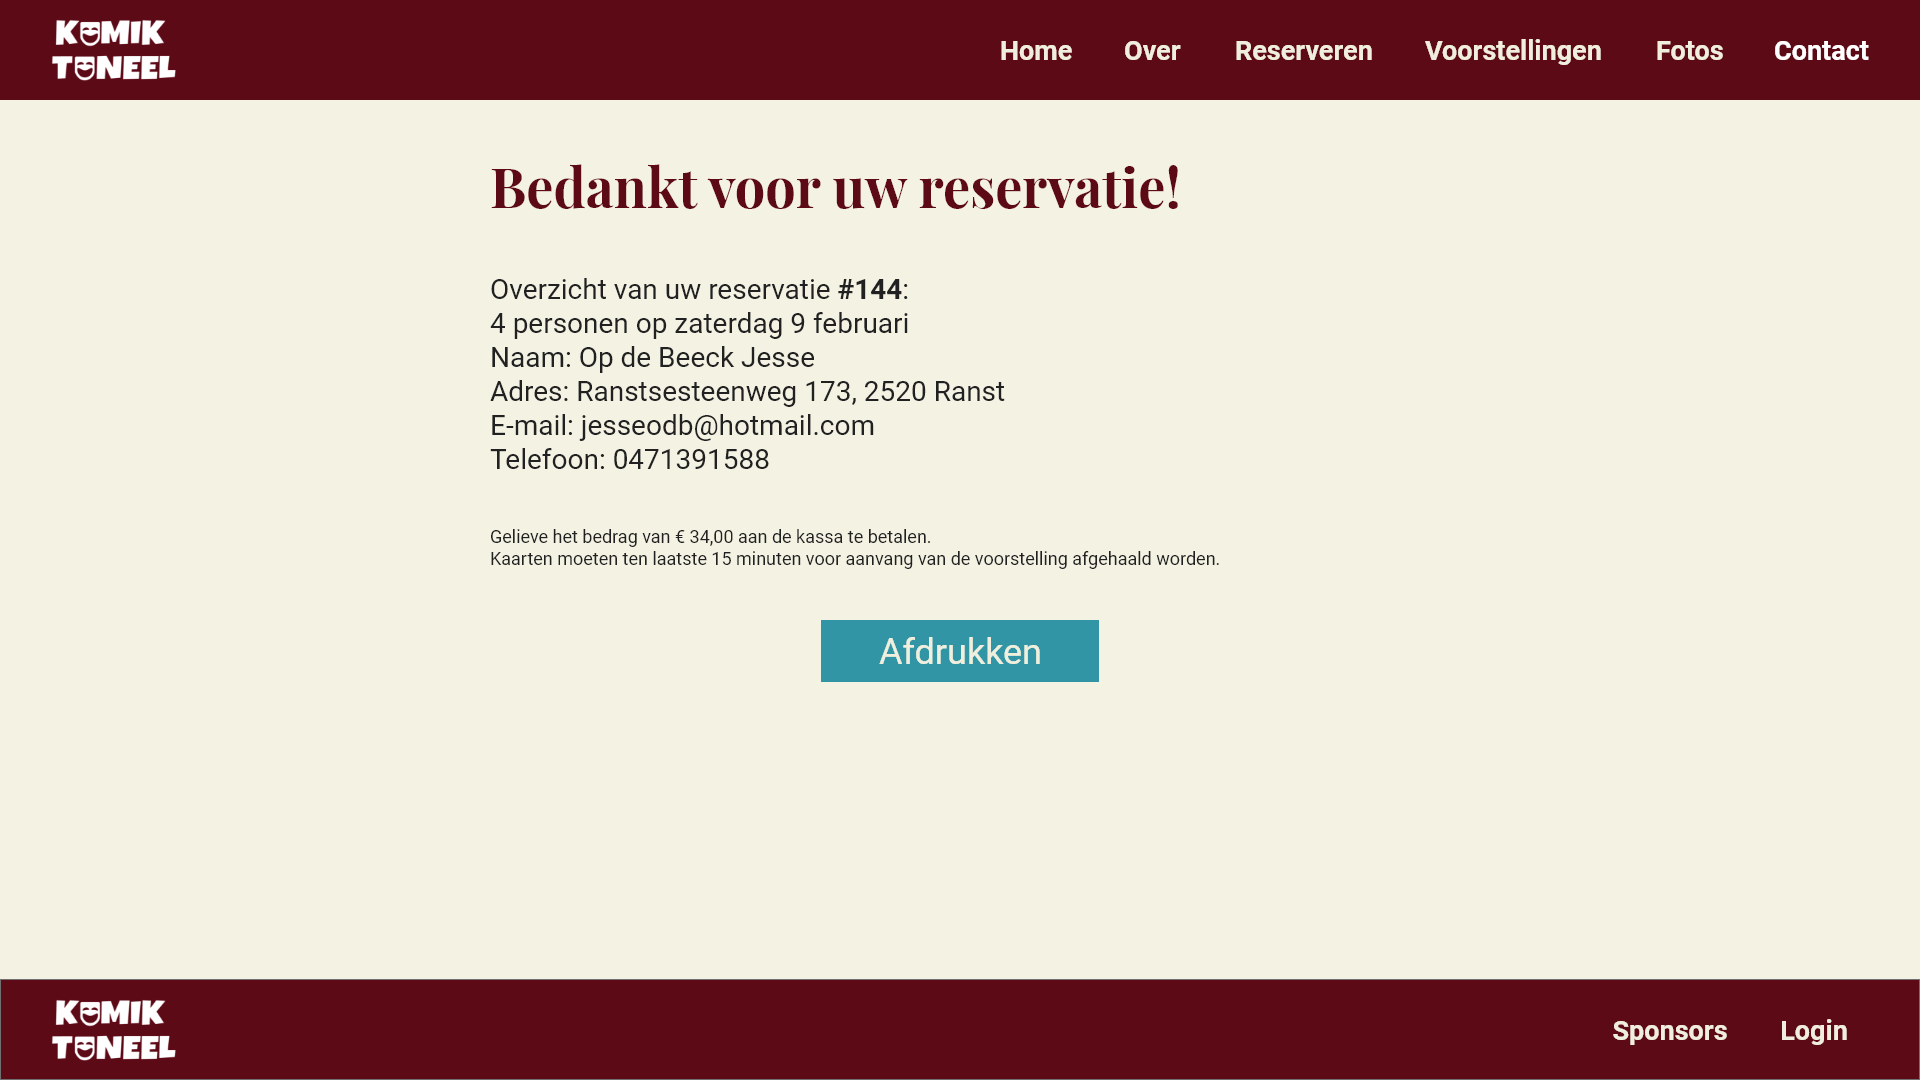 KOMIK
TONEEL
Home Over Reserveren Voorstellingen Fotos Contact
Bedankt voor uw reservatie!
Overzicht van uw reservatie #144:
4 personen op zaterdag 9 februari
Naam: Op de Beeck Jesse
Adres: Ranstsesteenweg 173, 2520 Ranst
E-mail: jesseodb@hotmail.com
Telefoon: 0471391588
Gelieve het bedrag van € 34,00 aan de kassa te betalen.
Kaarten moeten ten laatste 15 minuten voor aanvang van de voorstelling afgehaald worden.
Afdrukken
KOMIK
TONEEL
Sponsors Login